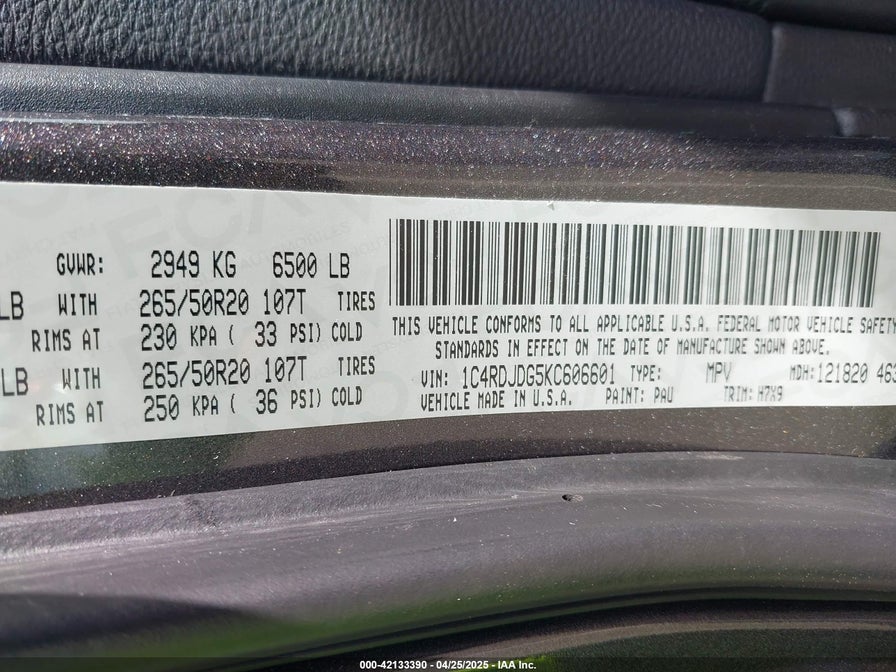 GVWR: 2949 KG 6500 LB
LB WITH 265/50R20 107T TIRES
RIMS AT 230 KPA ( 33 PSI) COLD
LB WITH 265/50R20 107T TIRES
RIMS AT 250 KPA ( 36 PSI) COLD
THIS VEHICLE CONFORMS TO ALL APPLICABLE U.S.A. FEDERAL MOTOR VEHICLE SAFETY
STANDARDS IN EFFECT ON THE DATE OF MANUFACTURE SHOWN ABOVE.
VIN: 1C4RDJDG5KC606601 TYPE: MPV MDH:121820 463
VEHICLE MADE IN U.S.A. PAINT: PAU TRIM: H7X9
000-42133390 - 04/25/2025 - IAA Inc.